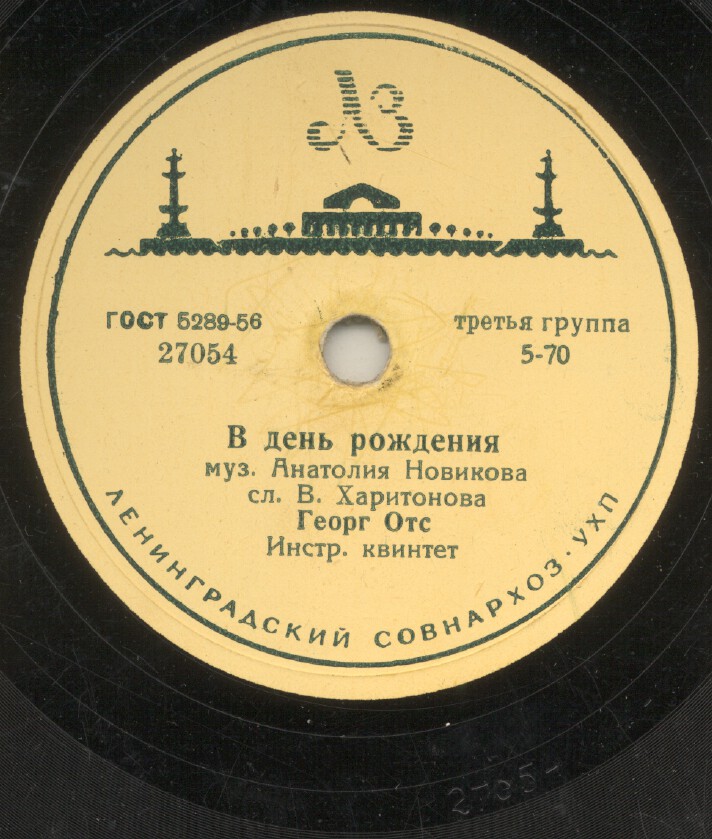 ЛЗ
ГОСТ 5289-56
27054
третья группа
5-70
В день рождения
муз. Анатолия Новикова
сл. В. Харитонова
Георг Отс
Инстр. квинтет
ЛЕНИНГРАДСКИЙ СОВНАРХОЗ · УХП